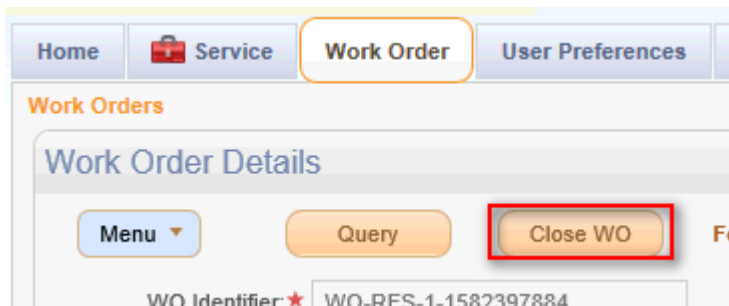 Home Service Work Order User Preferences
Work Orders
Work Order Details
Menu Query Close WO
WO Identifier:★ WO-RES-1-1582397884